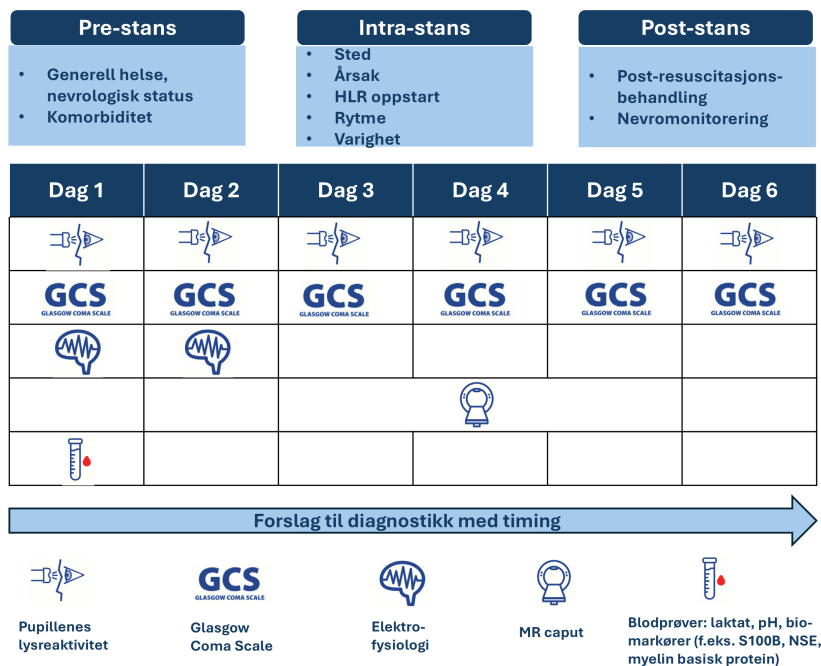 Pre-stans
Intra-stans
Post-stans
• Generell helse,
nevrologisk status
• Komorbiditet
• Sted
• Årsak
• HLR oppstart
• Rytme
• Varighet
• Post-resuscitasjons-
behandling
• Nevromonitorering
Dag 1 Dag 2 Dag 3 Dag 4 Dag 5 Dag 6
GCS GCS GCS GCS GCS GCS
GLASGOW COMA SCALE GLASGOW COMA SCALE GLASGOW COMA SCALE GLASGOW COMA SCALE GLASGOW COMA SCALE GLASGOW COMA SCALE
Forslag til diagnostikk med timing
GCS
GLASGOW COMA SCALE
Pupillenes
lysreaktivitet
Glasgow
Coma Scale
Elektro-
fysiologi
MR caput
Blodprøver: laktat, pH, bio-
markører (f.eks. S100B, NSE,
myelin basisk protein)